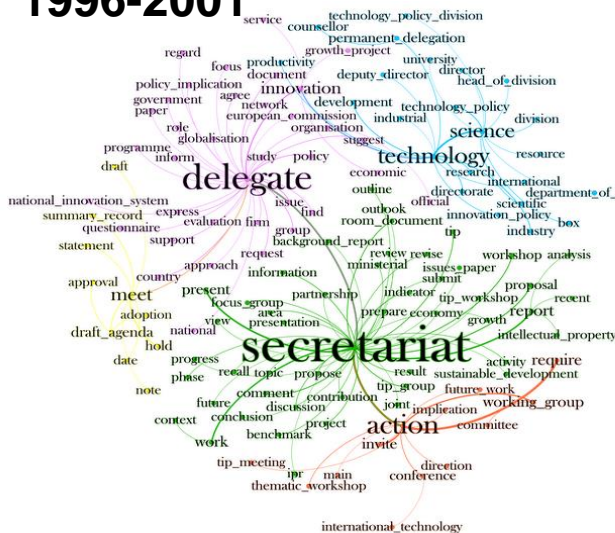 1996-2001
service
technology_policy_division
counsellor
permanent_delegation
regard
growth_project
focus
productivity
university
document
deputy_director
director
policy_implication
innovation
head_of_division
government
agree
network
development
technology_policy
paper
european_commission
industrial
division
role
organisation
science
globalisation
suggest
programme
technology
resource
inform
study
policy
draft
delegate
economic
research
international
outline
directorate
department_of_
national_innovation_system
issue
official
scientific
summary_record
express
find
outlook
innovation_policy
box
questionnaire
evaluation
firm
room_document
tip
industry
statement
support
group
background_report
request
review
revise
workshop
analysis
approach
ministerial
issues_paper
approval
country
information
submit
proposal
meet
present
partnership
indicator
tip_workshop
recent
focus_group
adoption
area
prepare
economy
report
view
presentation
growth
draft_agenda
national
intellectual_property
hold
secretariat
date
progress
activity
require
recall
topic
propose
result
sustainable_development
phase
tip_group
note
comment
contribution
future_work
future
discussion
joint
implication
working_group
context
conclusion
project
action
committee
benchmark
work
invite
tip_meeting
direction
ipr
main
conference
thematic_workshop
international_technology